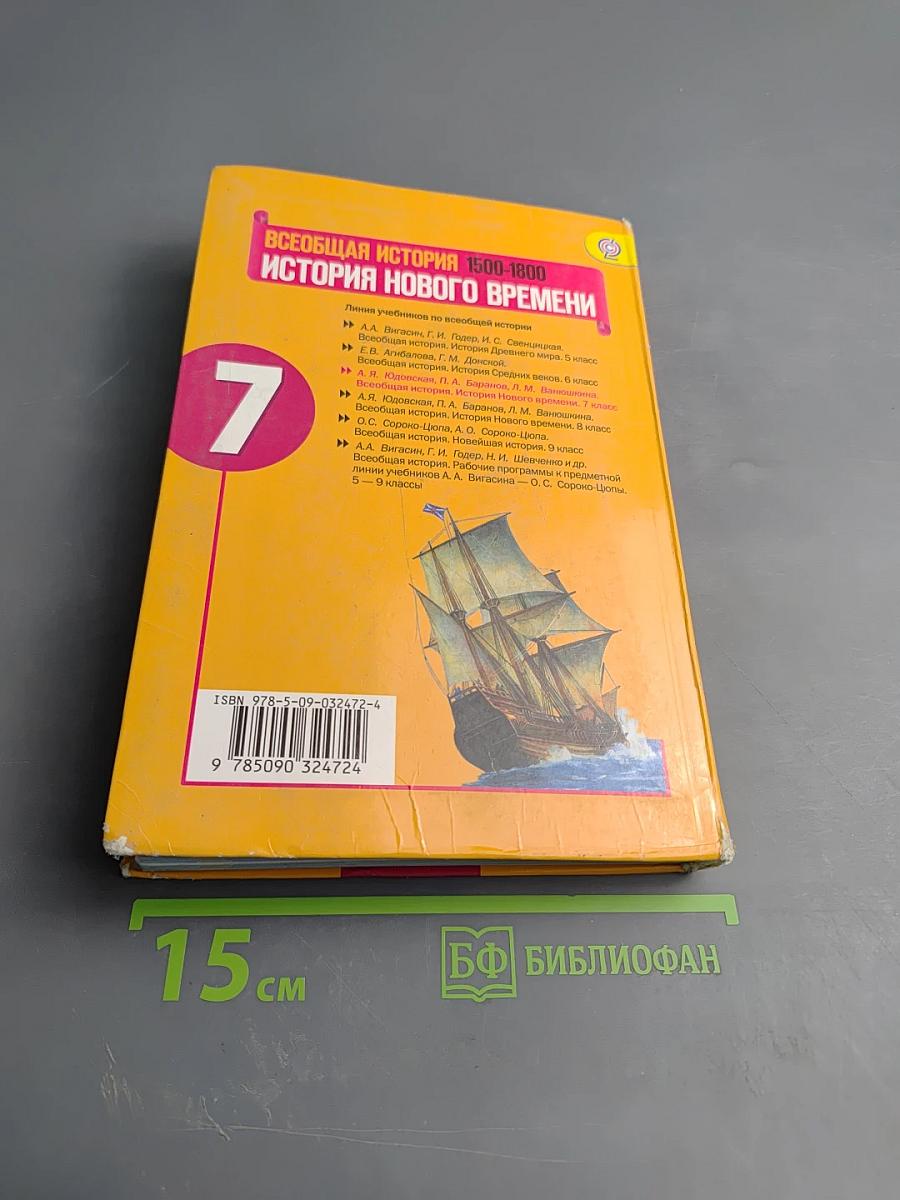 ВСЕОБЩАЯ ИСТОРИЯ 1500-1800
ИСТОРИЯ НОВОГО ВРЕМЕНИ
Линия учебников по всеобщей истории
А.А. Вигасин, Г. И. Годер, И. С. Свенцицкая.
Всеобщая история. История Древнего мира. 5 класс
Е.В. Агибалова, Г. М. Донской.
Всеобщая история. История Средних веков. 6 класс
А. Я. Юдовская, П. А. Баранов, Л. М. Ванюшкина.
Всеобщая история. История Нового времени. 7 класс
А.Я. Юдовская, П. А. Баранов, Л. М. Ванюшкина.
Всеобщая история. История Нового времени. 8 класс
О.С. Сороко-Цюпа, А. О. Сороко-Цюпа.
Всеобщая история. Новейшая история. 9 класс
А.А. Вигасин, Г. И. Годер, Н. И. Шевченко и др.
Всеобщая история. Рабочие программы к предметной
линии учебников А. А. Вигасина — О. С. Сороко-Цюпы.
5 — 9 классы
7
ISBN 978-5-09-032472-4
9 785090 324724
15 см
БФ БИБЛИОФАН